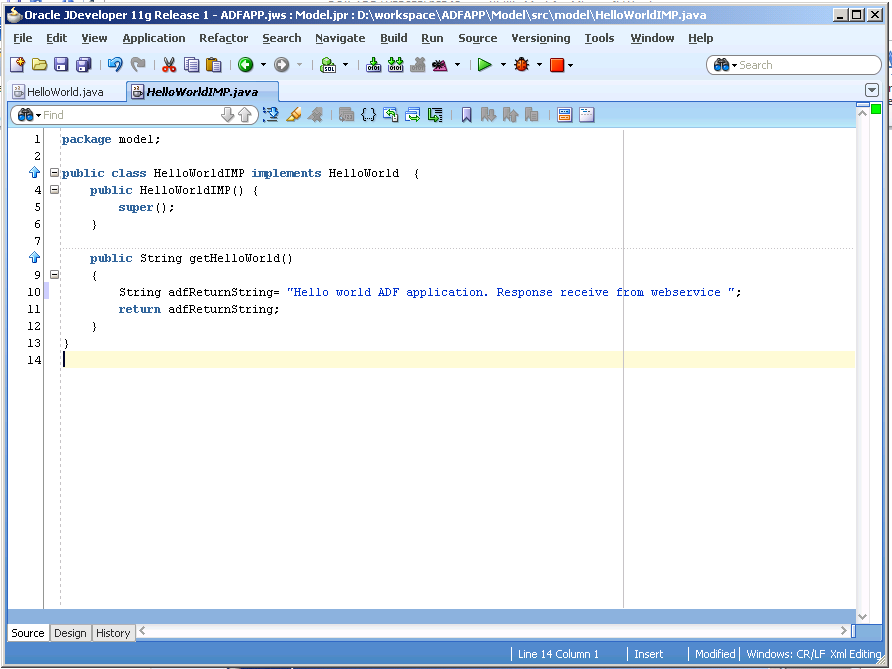 Oracle JDeveloper 11g Release 1 - ADFAPP.jws : Model.jpr : D:\workspace\ADFAPP\Model\src\model\HelloWorldIMP.java
File Edit View Application Refactor Search Navigate Build Run Source Versioning Tools Window Help
Search
HelloWorld.java HelloWorldIMP.java
Find
1 package model;
2
public class HelloWorldIMP implements HelloWorld {
4 public HelloWorldIMP() {
5 super();
6 }
7
public String getHelloWorld()
9 {
10 String adfReturnString= "Hello world ADF application. Response receive from webservice ";
11 return adfReturnString;
12 }
13 }
14
Source Design History
Line 14 Column 1 Insert Modified Windows: CR/LF Xml Editing